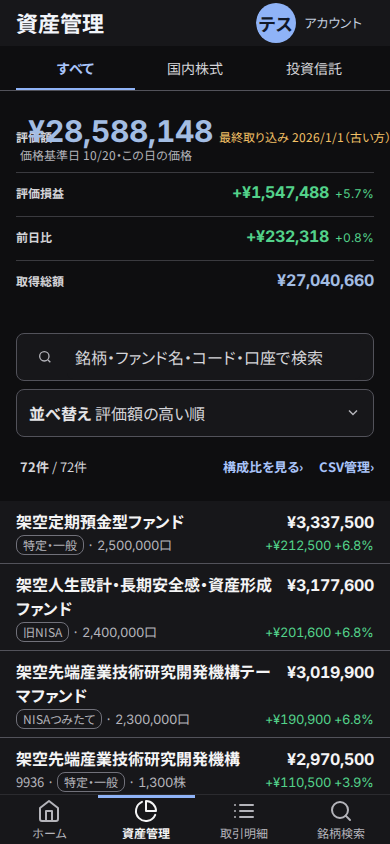 資産管理
テス アカウント
すべて 国内株式 投資信託
評価額 ¥28,588,148 最終取り込み 2026/1/1（古い方）
価格基準日 10/20・この日の価格
評価損益 +¥1,547,488 +5.7%
前日比 +¥232,318 +0.8%
取得総額 ¥27,040,660
銘柄・ファンド名・コード・口座で検索
並べ替え 評価額の高い順
72件 / 72件 構成比を見る› CSV管理›
架空定期預金型ファンド ¥3,337,500
特定・一般 · 2,500,000口 +¥212,500 +6.8%
架空人生設計・長期安全感・資産形成 ¥3,177,600
ファンド
旧NISA · 2,400,000口 +¥201,600 +6.8%
架空先端産業技術研究開発機構テー ¥3,019,900
マファンド
NISAつみたて · 2,300,000口 +¥190,900 +6.8%
架空先端産業技術研究開発機構 ¥2,970,500
9936 · 特定・一般 · 1,300株 +¥110,500 +3.9%
ホーム 資産管理 取引明細 銘柄検索